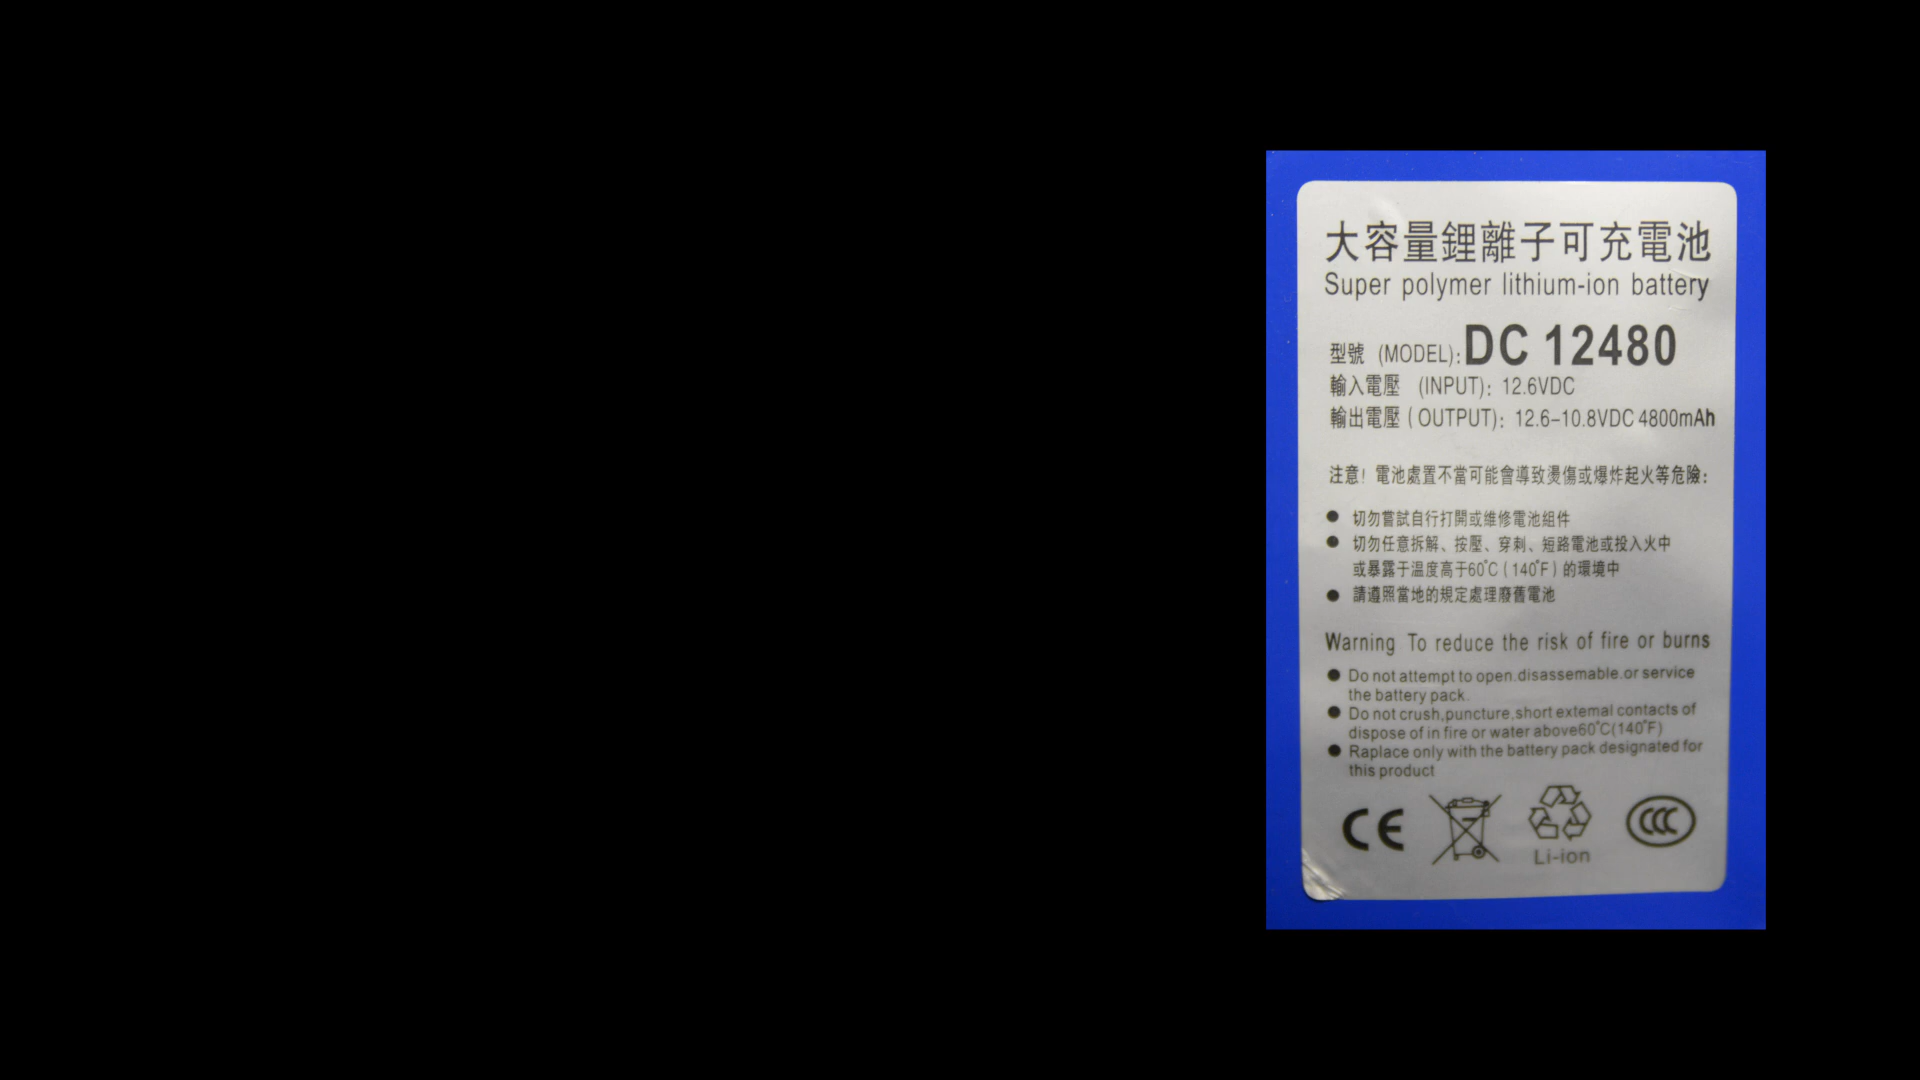 大容量鋰離子可充電池
Super polymer lithium-ion battery
型號 (MODEL): DC 12480
輸入電壓 (INPUT): 12.6VDC
輸出電壓 (OUTPUT): 12.6-10.8VDC 4800mAh
注意! 電池處置不當可能會導致燙傷或爆炸起火等危險:
● 切勿嘗試自行打開或維修電池組件
● 切勿任意拆解、按壓、穿刺、短路電池或投入火中
或暴露于溫度高于60°C (140°F) 的環境中
● 請遵照當地的規定處理廢舊電池
Warning To reduce the risk of fire or burns
● Do not attempt to open.disassemable.or service
the battery pack.
● Do not crush,puncture,short extemal contacts of
dispose of in fire or water above60°C(140°F)
● Raplace only with the battery pack designated for
this product
CE
Li-ion
CCC